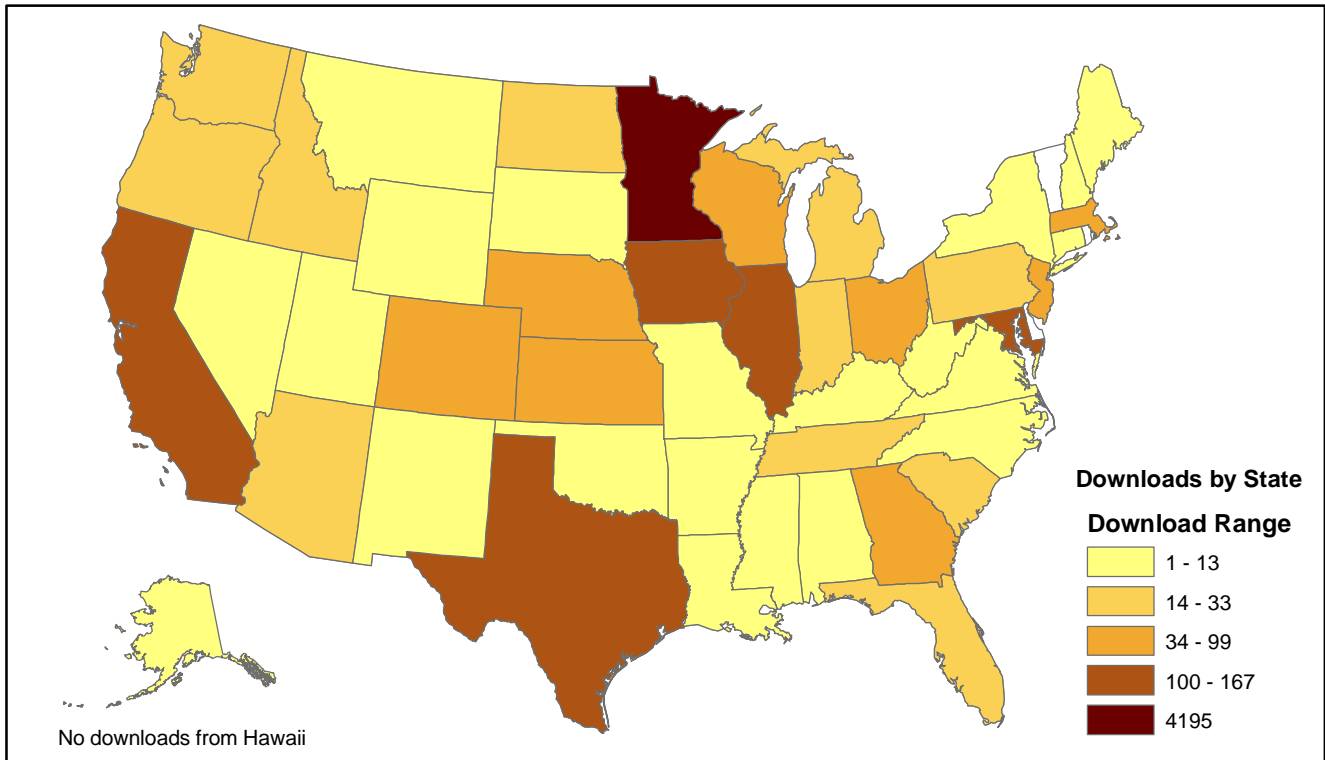 Downloads by State
Download Range
1 - 13
14 - 33
34 - 99
100 - 167
4195
No downloads from Hawaii